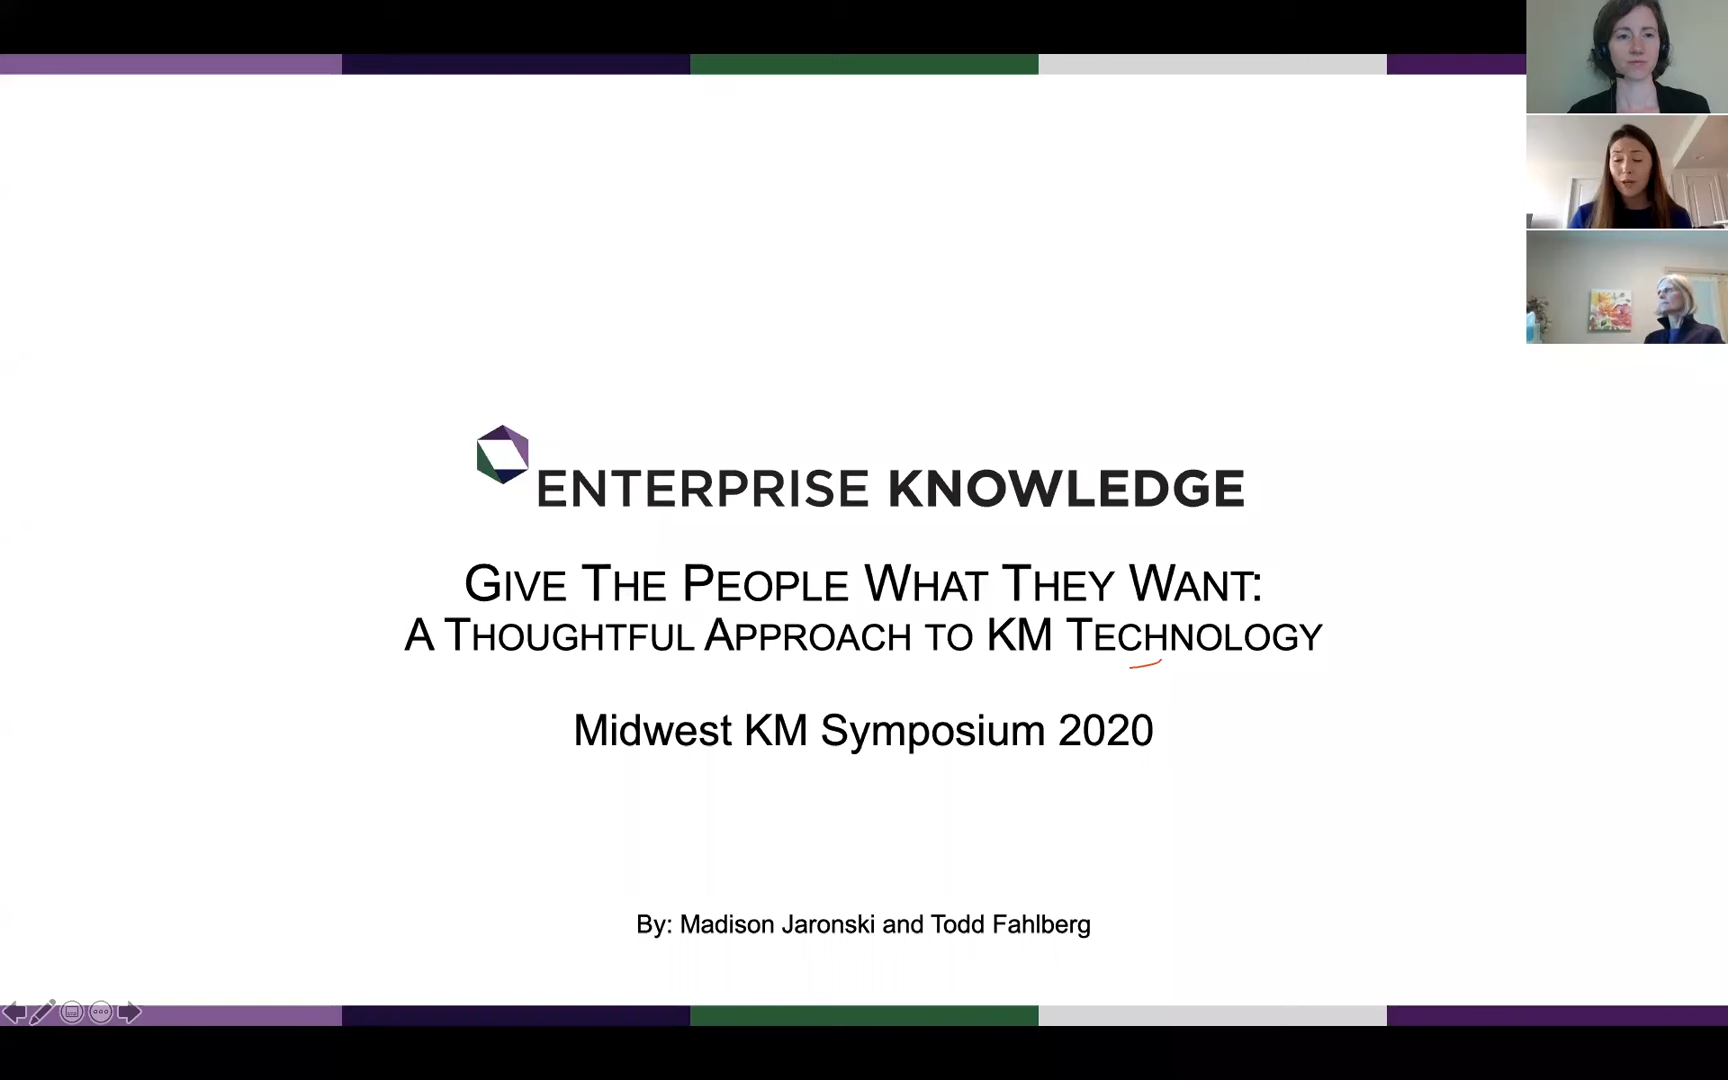 ENTERPRISE KNOWLEDGE
GIVE THE PEOPLE WHAT THEY WANT:
A THOUGHTFUL APPROACH TO KM TECHNOLOGY
Midwest KM Symposium 2020
By: Madison Jaronski and Todd Fahlberg